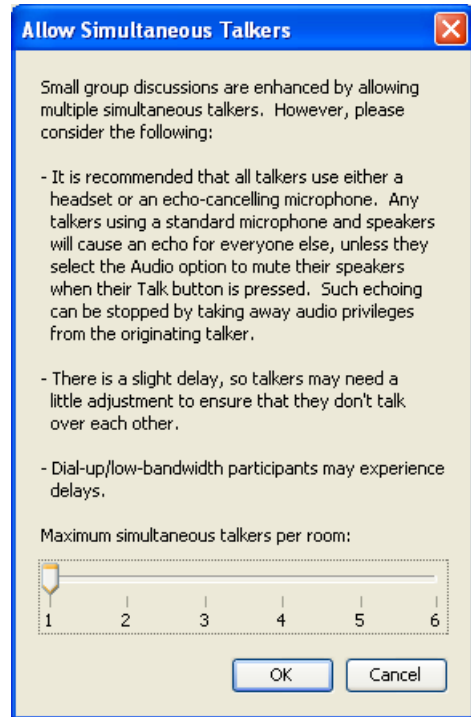 Allow Simultaneous Talkers
Small group discussions are enhanced by allowing
multiple simultaneous talkers. However, please
consider the following:
- It is recommended that all talkers use either a
headset or an echo-cancelling microphone. Any
talkers using a standard microphone and speakers
will cause an echo for everyone else, unless they
select the Audio option to mute their speakers
when their Talk button is pressed. Such echoing
can be stopped by taking away audio privileges
from the originating talker.
- There is a slight delay, so talkers may need a
little adjustment to ensure that they don't talk
over each other.
- Dial-up/low-bandwidth participants may experience
delays.
Maximum simultaneous talkers per room:
1 2 3 4 5 6
OK Cancel